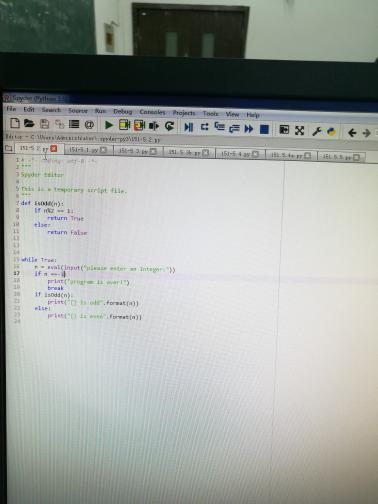 Spyder (Python 3.6)
File Edit Search Source Run Debug Consoles Projects Tools View Help
Editor - C:\Users\Administrator\.spyder-py3\151-5.2.py
151-5.2.py 151-5.1.py 151-5.3.py 151-5.3k.py 151-5.4.py 151-5.4a.py 151-5.5.py
1 # -*- coding: utf-8 -*-
2 """
3 Spyder Editor
4
5 This is a temporary script file.
6 """
7 def isOdd(n):
8 if n%2 == 1:
9 return True
10 else:
11 return False
15 while True:
16 n = eval(input("please enter an Integer:"))
17 if n ==-1
18 print("program is over!")
19 break
20 if isOdd(n):
21 print("{} is odd".format(n))
22 else:
23 print("{} is even".format(n))
24